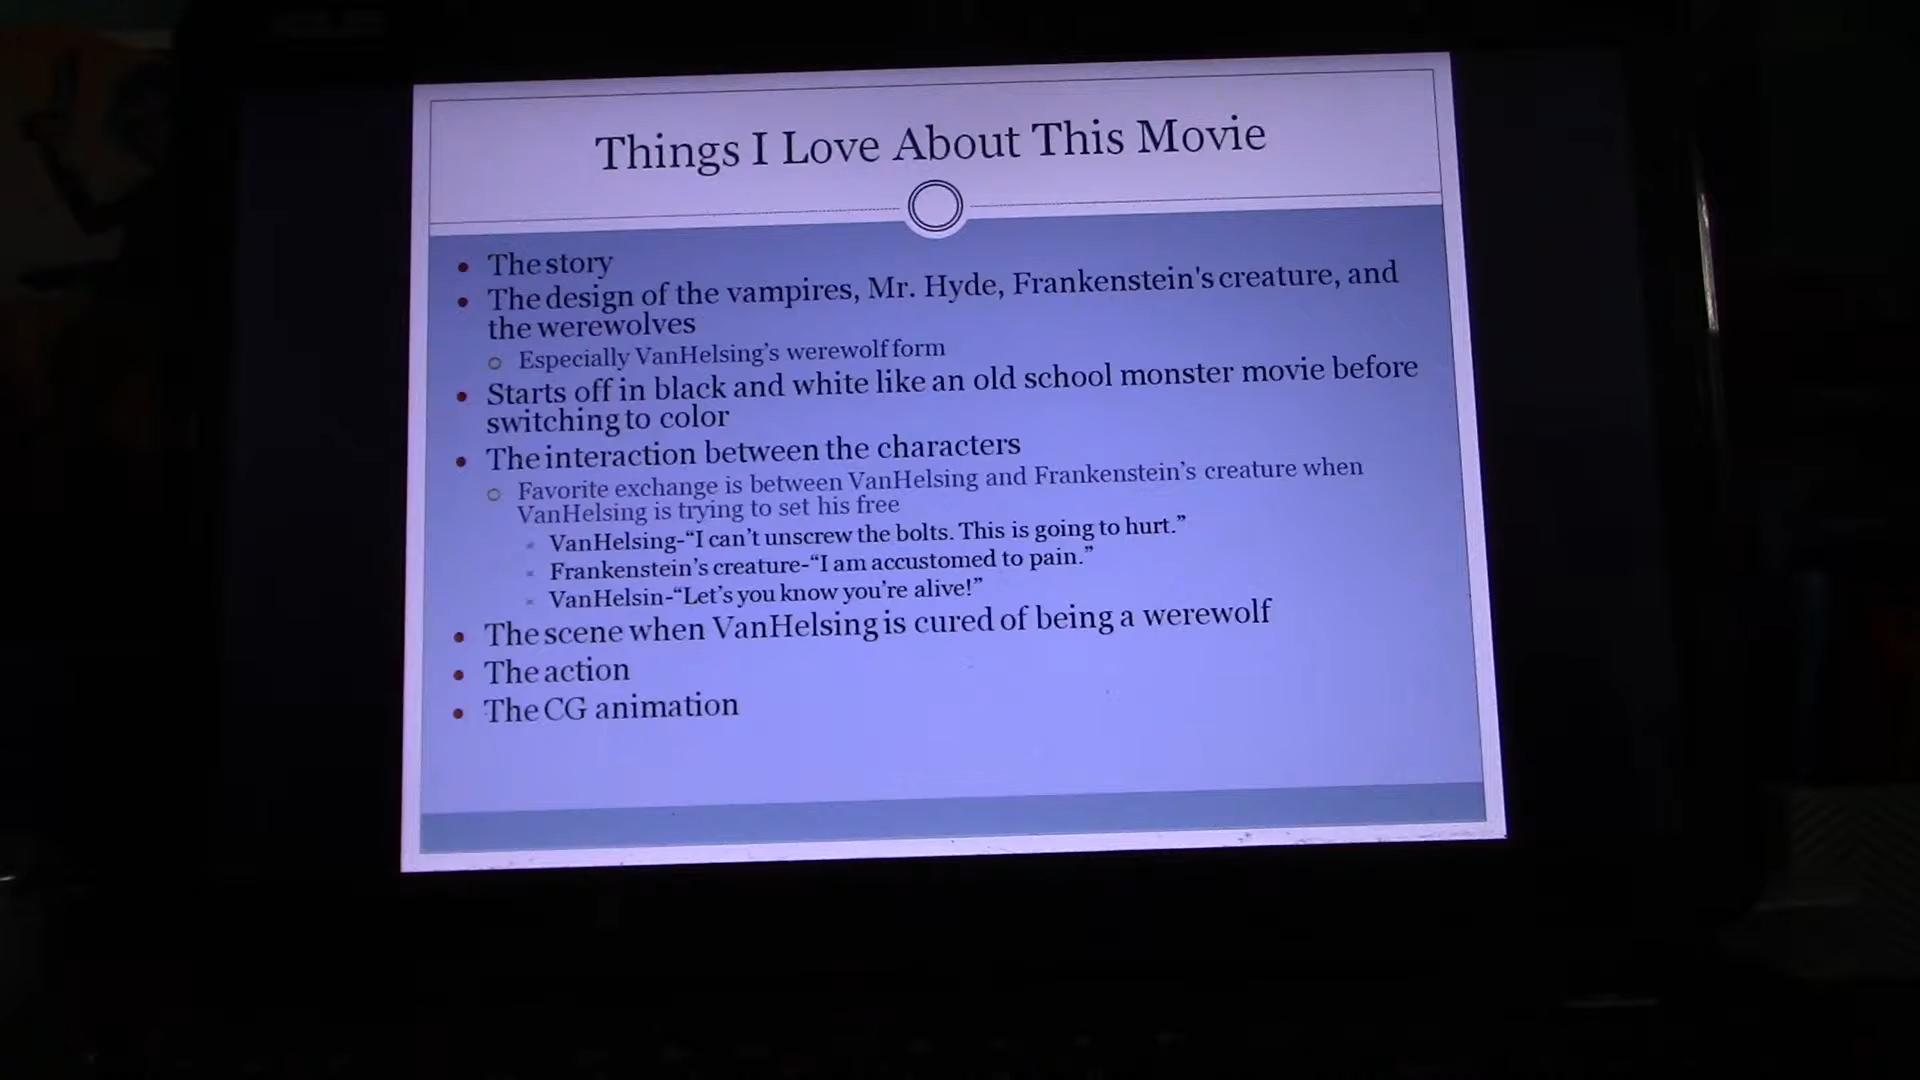 Things I Love About This Movie
The story
The design of the vampires, Mr. Hyde, Frankenstein's creature, and
the werewolves
Especially VanHelsing's werewolf form
Starts off in black and white like an old school monster movie before
switching to color
The interaction between the characters
Favorite exchange is between VanHelsing and Frankenstein's creature when
VanHelsing is trying to set his free
VanHelsing-“I can't unscrew the bolts. This is going to hurt.”
Frankenstein's creature-“I am accustomed to pain.”
VanHelsin-“Let's you know you're alive!”
The scene when VanHelsing is cured of being a werewolf
The action
The CG animation